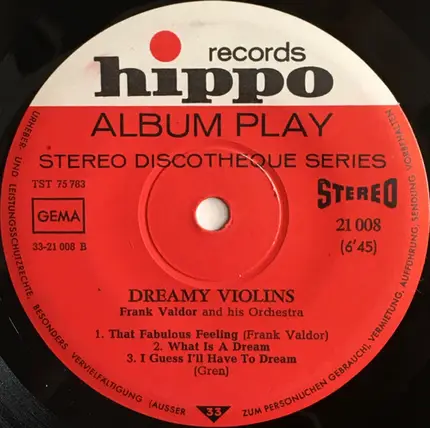 records
hippo
ALBUM PLAY
STEREO DISCOTHEQUE SERIES
TST 75 763
STEREO
GEMA
21 008
33-21 008 B
(6'45)
DREAMY VIOLINS
Frank Valdor and his Orchestra
1. That Fabulous Feeling (Frank Valdor)
2. What Is A Dream
3. I Guess I'll Have To Dream
(Gren)
33
URHEBER- UND LEISTUNGSSCHUTZRECHTE, BESONDERS VERVIELFÄLTIGUNG (AUSSER ZUM PERSÖNLICHEN GEBRAUCH), VERMIETUNG, AUFFÜHRUNG, SENDUNG VORBEHALTEN